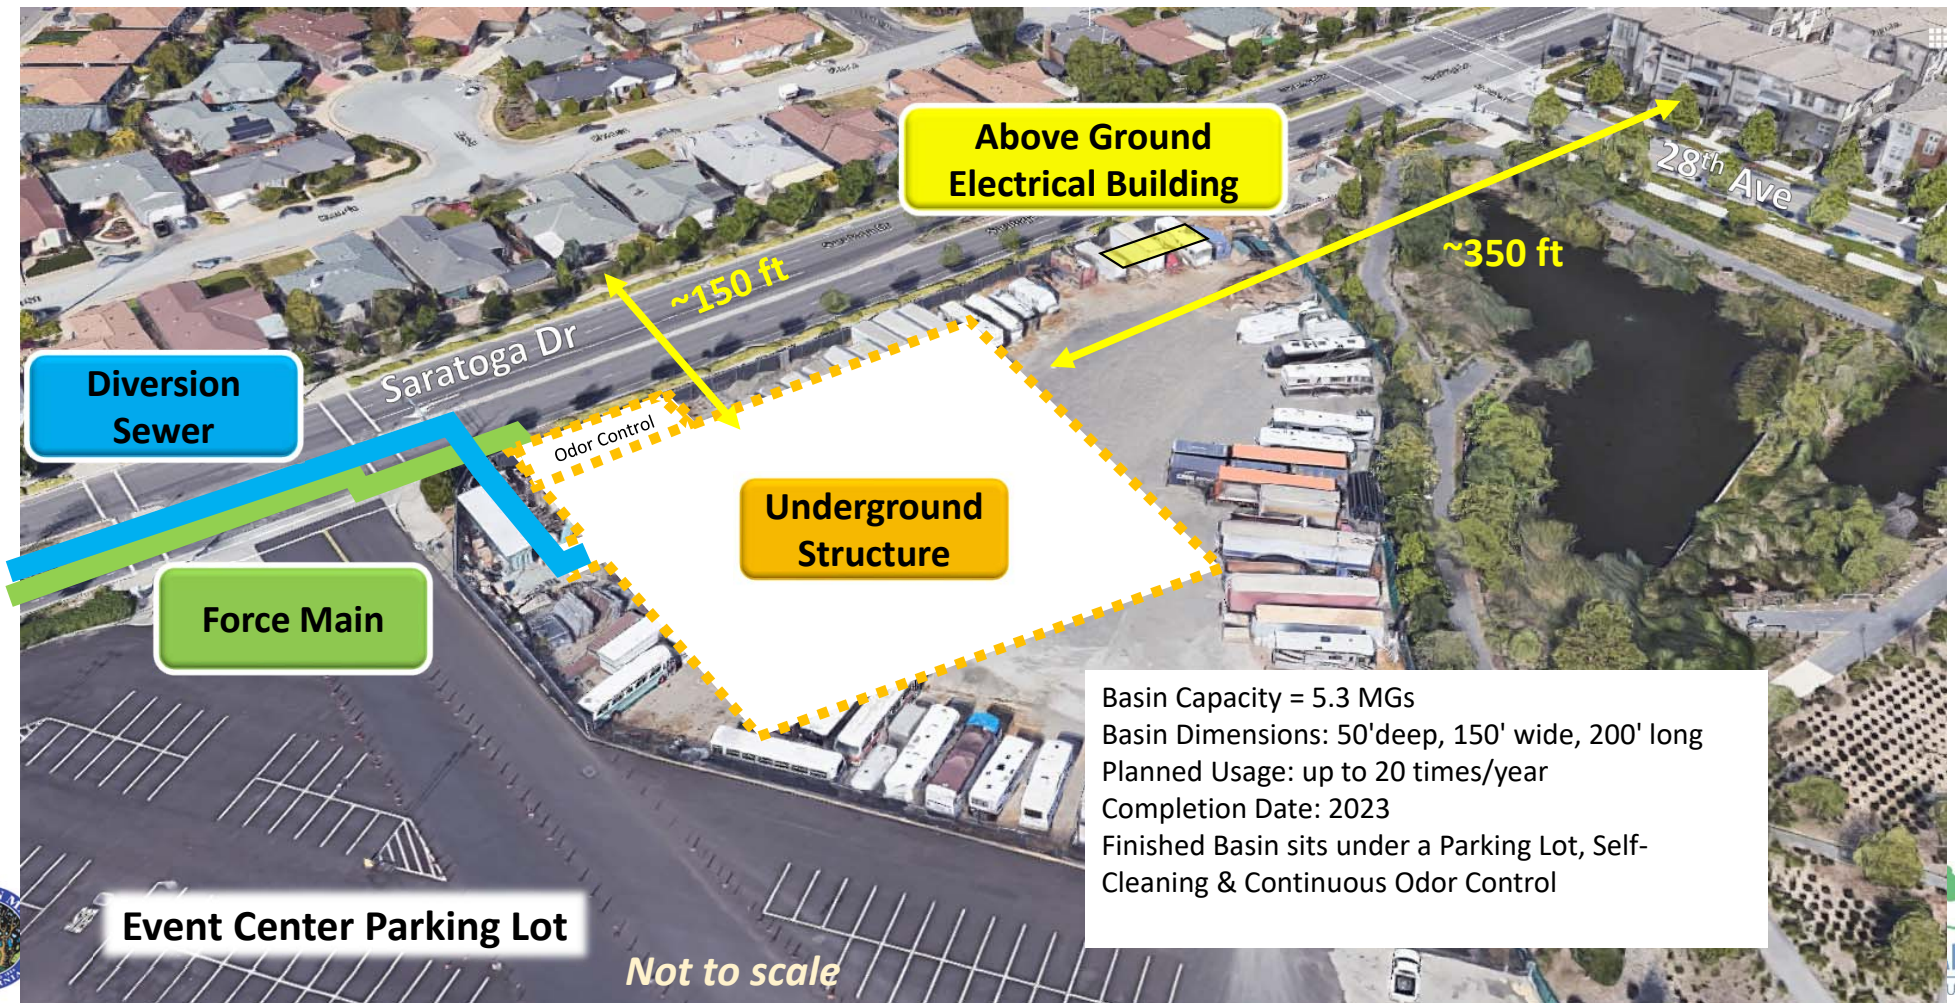 Above Ground
Electrical Building
28th Ave
~350 ft
~150 ft
Saratoga Dr
Diversion
Sewer
Odor Control
Underground
Structure
Force Main
Basin Capacity = 5.3 MGs
Basin Dimensions: 50'deep, 150' wide, 200' long
Planned Usage: up to 20 times/year
Completion Date: 2023
Finished Basin sits under a Parking Lot, Self-
Cleaning & Continuous Odor Control
Event Center Parking Lot
Not to scale